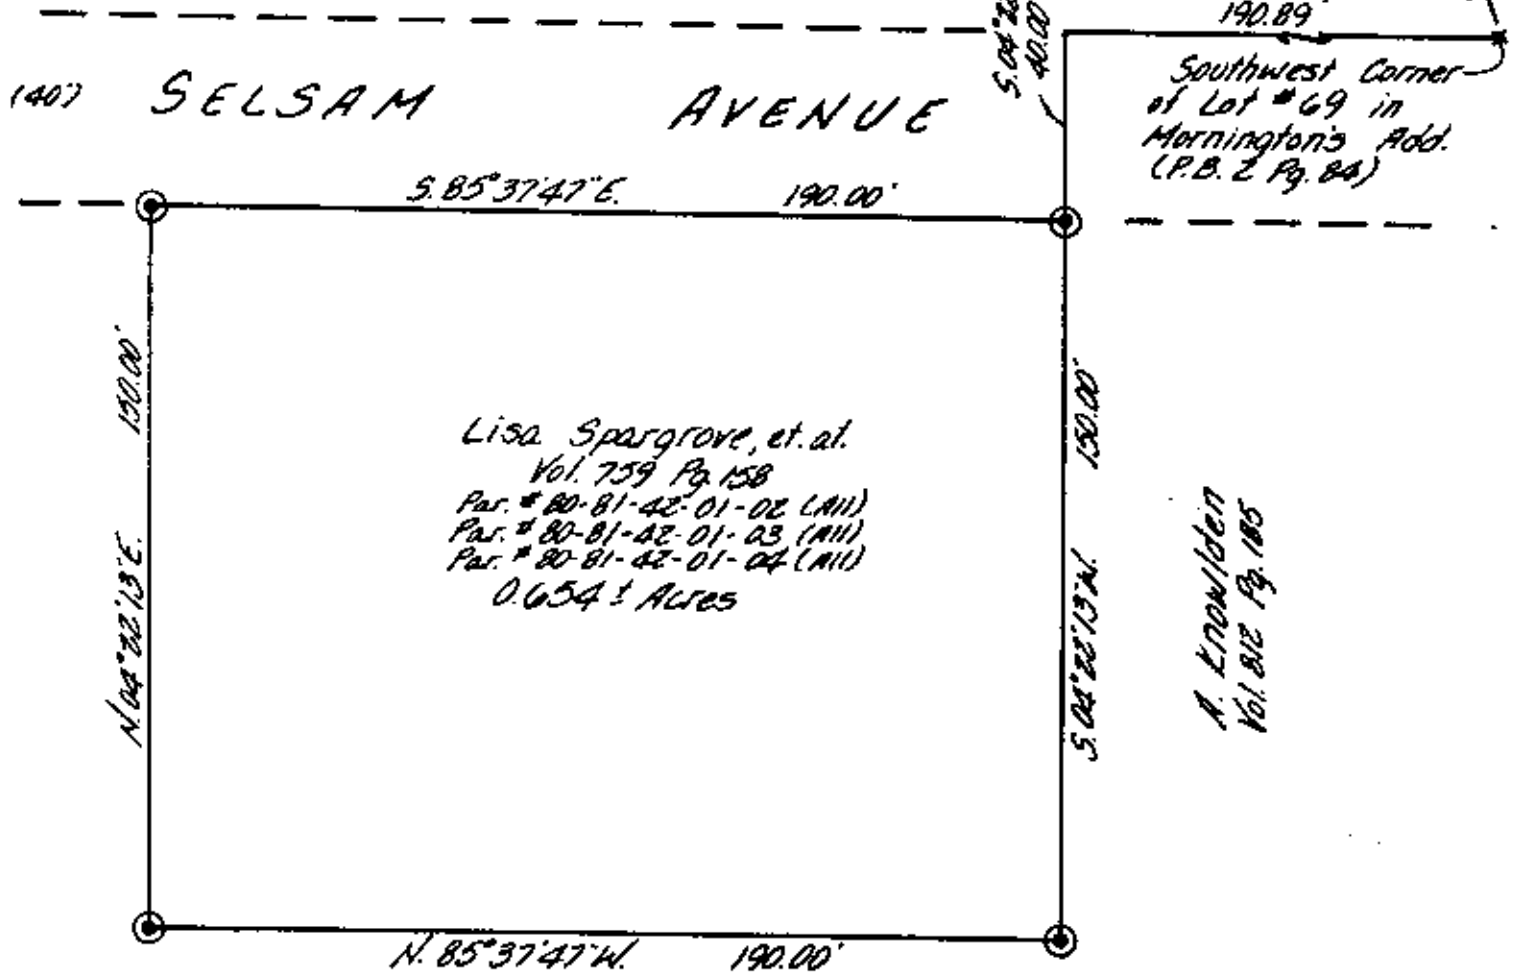 190.89'
S. 04°22'
40.00'
Southwest Corner
of Lot #69 in
Mornington's Add.
(P.B. 2 Pg. 84)
(40') SELSAM AVENUE
S. 85°37'47" E. 190.00'
150.00'
N. 04°22'13" E.
Lisa Spargrove, et. al.
Vol. 759 Pg. 158
Par. # 80-81-42-01-02 (All)
Par. # 80-81-42-01-03 (All)
Par. # 80-81-42-01-04 (All)
0.654 ± Acres
150.00'
S. 04°22'13" W.
A. Knowlden
Vol. 812 Pg. 185
N. 85°37'47" W. 190.00'